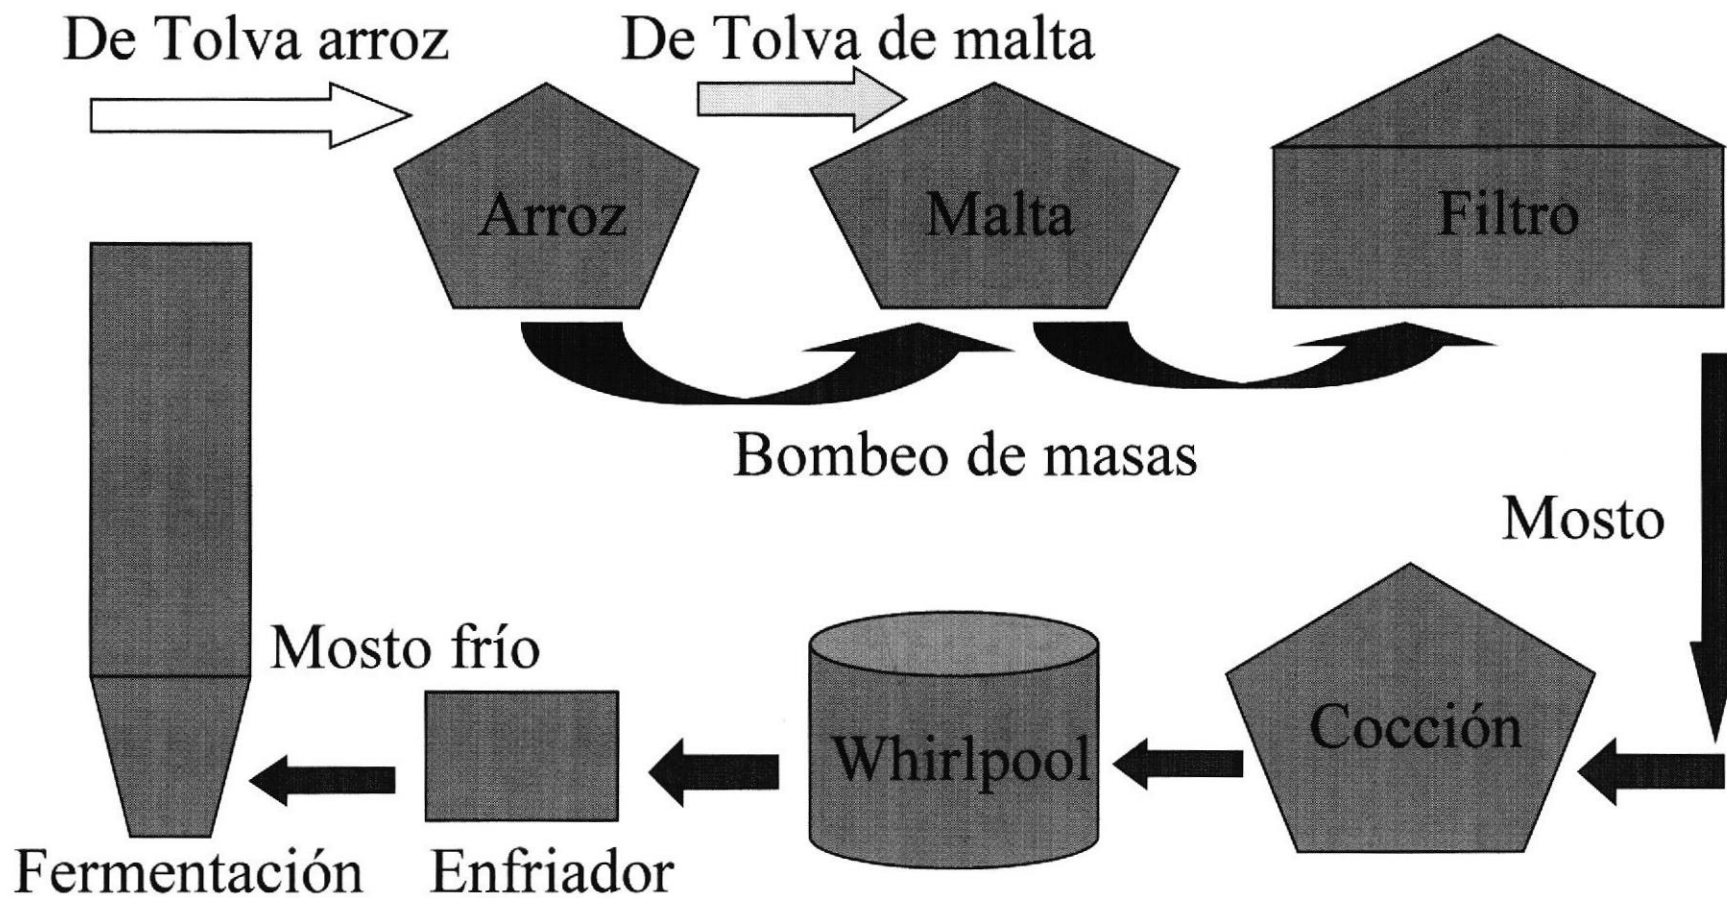 De Tolva arroz
De Tolva de malta
Arroz
Malta
Filtro
Bombeo de masas
Mosto
Cocción
Whirlpool
Mosto frío
Enfriador
Fermentación